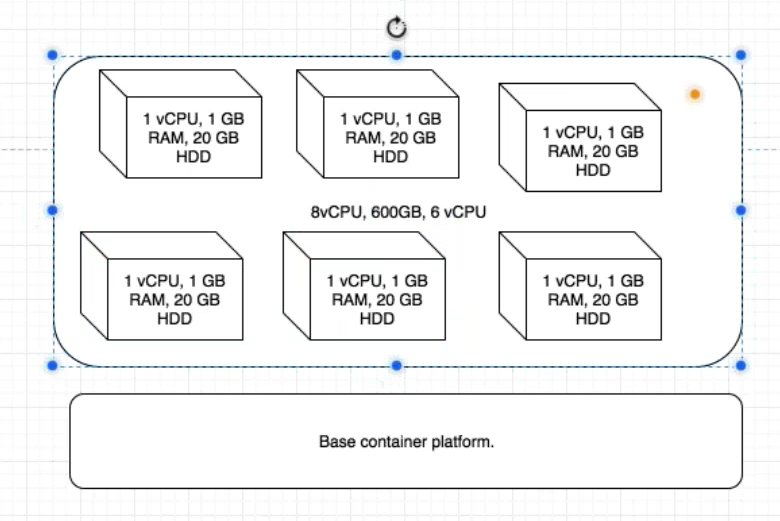 1 vCPU, 1 GB
RAM, 20 GB
HDD
1 vCPU, 1 GB
RAM, 20 GB
HDD
1 vCPU, 1 GB
RAM, 20 GB
HDD
8vCPU, 600GB, 6 vCPU
1 vCPU, 1 GB
RAM, 20 GB
HDD
1 vCPU, 1 GB
RAM, 20 GB
HDD
1 vCPU, 1 GB
RAM, 20 GB
HDD
Base container platform.